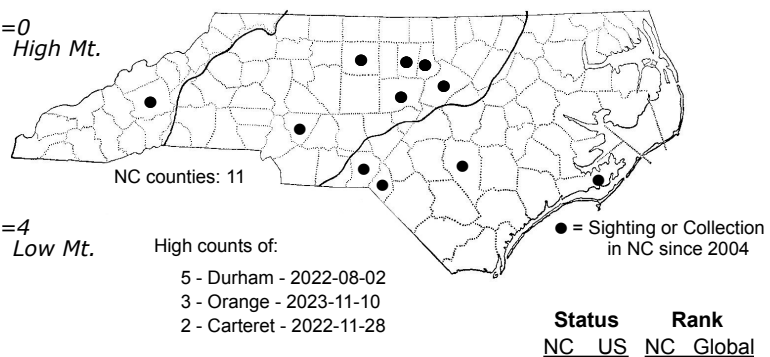 =0
High Mt.
NC counties: 11
=4
Low Mt.
High counts of:
5 - Durham - 2022-08-02
3 - Orange - 2023-11-10
2 - Carteret - 2022-11-28
● = Sighting or Collection
in NC since 2004
Status Rank
NC US NC Global